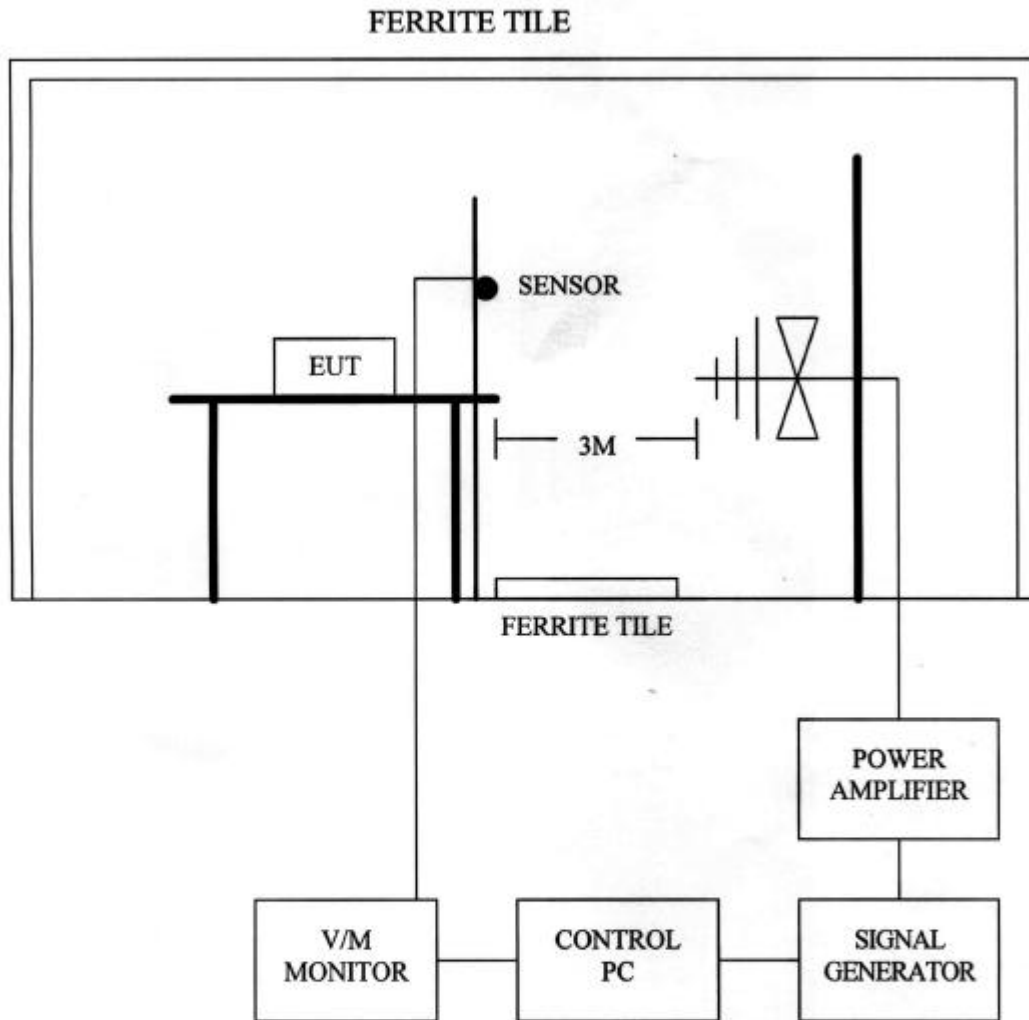 FERRITE TILE
SENSOR
EUT
3M
FERRITE TILE
POWER
AMPLIFIER
V/M
MONITOR
CONTROL
PC
SIGNAL
GENERATOR